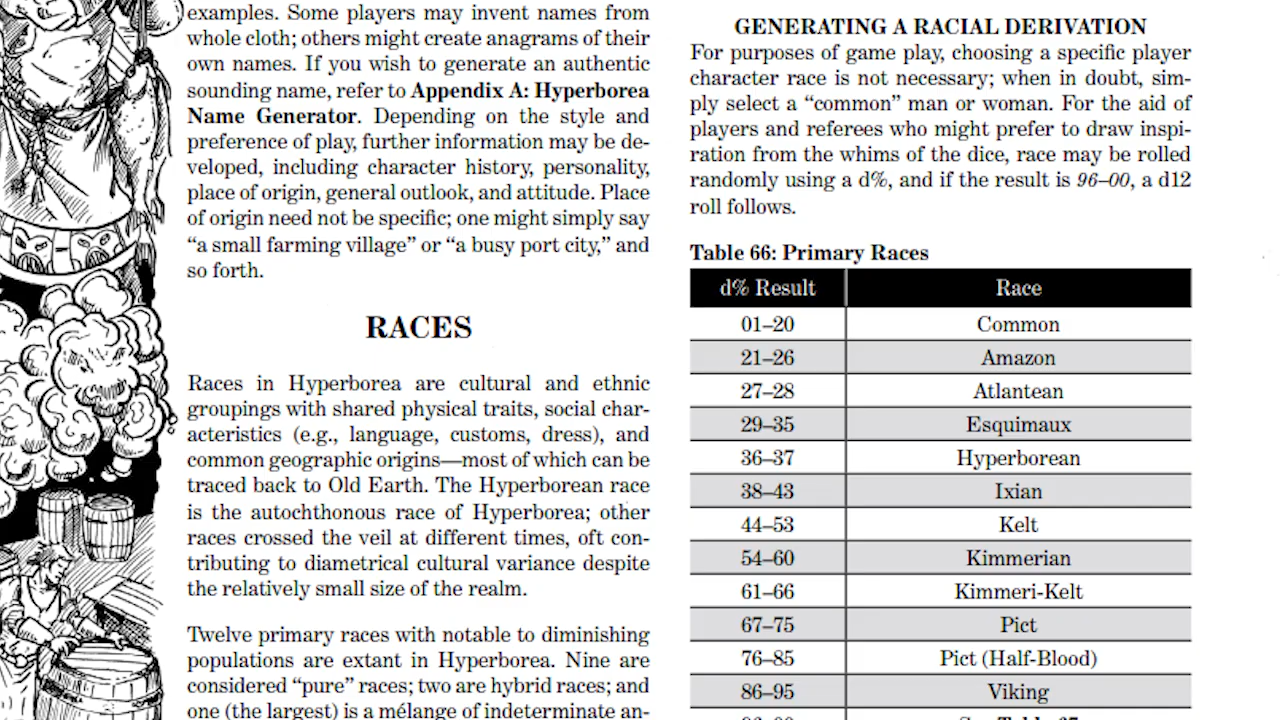 examples. Some players may invent names from
whole cloth; others might create anagrams of their
own names. If you wish to generate an authentic
sounding name, refer to Appendix A: Hyperborea
Name Generator. Depending on the style and
preference of play, further information may be de-
veloped, including character history, personality,
place of origin, general outlook, and attitude. Place
of origin need not be specific; one might simply say
“a small farming village” or “a busy port city,” and
so forth.
RACES
Races in Hyperborea are cultural and ethnic
groupings with shared physical traits, social char-
acteristics (e.g., language, customs, dress), and
common geographic origins—most of which can be
traced back to Old Earth. The Hyperborean race
is the autochthonous race of Hyperborea; other
races crossed the veil at different times, oft con-
tributing to diametrical cultural variance despite
the relatively small size of the realm.
Twelve primary races with notable to diminishing
populations are extant in Hyperborea. Nine are
considered “pure” races; two are hybrid races; and
one (the largest) is a mélange of indeterminate an-
GENERATING A RACIAL DERIVATION
For purposes of game play, choosing a specific player
character race is not necessary; when in doubt, sim-
ply select a “common” man or woman. For the aid of
players and referees who might prefer to draw inspi-
ration from the whims of the dice, race may be rolled
randomly using a d%, and if the result is 96–00, a d12
roll follows.
Table 66: Primary Races
d% Result Race
01–20 Common
21–26 Amazon
27–28 Atlantean
29–35 Esquimaux
36–37 Hyperborean
38–43 Ixian
44–53 Kelt
54–60 Kimmerian
61–66 Kimmeri-Kelt
67–75 Pict
76–85 Pict (Half-Blood)
86–95 Viking